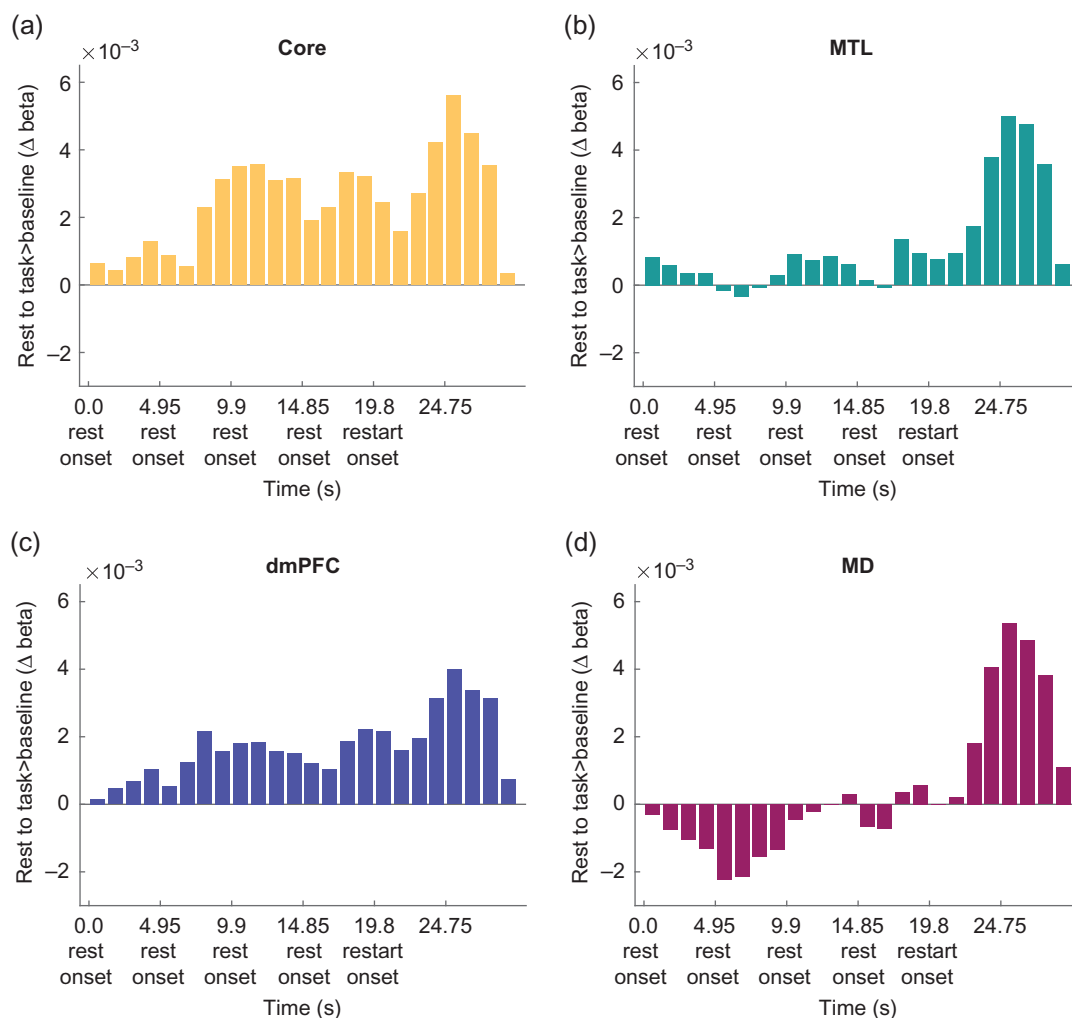 (a)
Core
×10⁻³
Rest to task>baseline (Δ beta)
6
4
2
0
–2
0.0 4.95 9.9 14.85 19.8 24.75
rest rest rest rest restart
onset onset onset onset onset
Time (s)
(b)
MTL
×10⁻³
Rest to task>baseline (Δ beta)
6
4
2
0
–2
0.0 4.95 9.9 14.85 19.8 24.75
rest rest rest rest restart
onset onset onset onset onset
Time (s)
(c)
dmPFC
×10⁻³
Rest to task>baseline (Δ beta)
6
4
2
0
–2
0.0 4.95 9.9 14.85 19.8 24.75
rest rest rest rest restart
onset onset onset onset onset
Time (s)
(d)
MD
×10⁻³
Rest to task>baseline (Δ beta)
6
4
2
0
–2
0.0 4.95 9.9 14.85 19.8 24.75
rest rest rest rest restart
onset onset onset onset onset
Time (s)